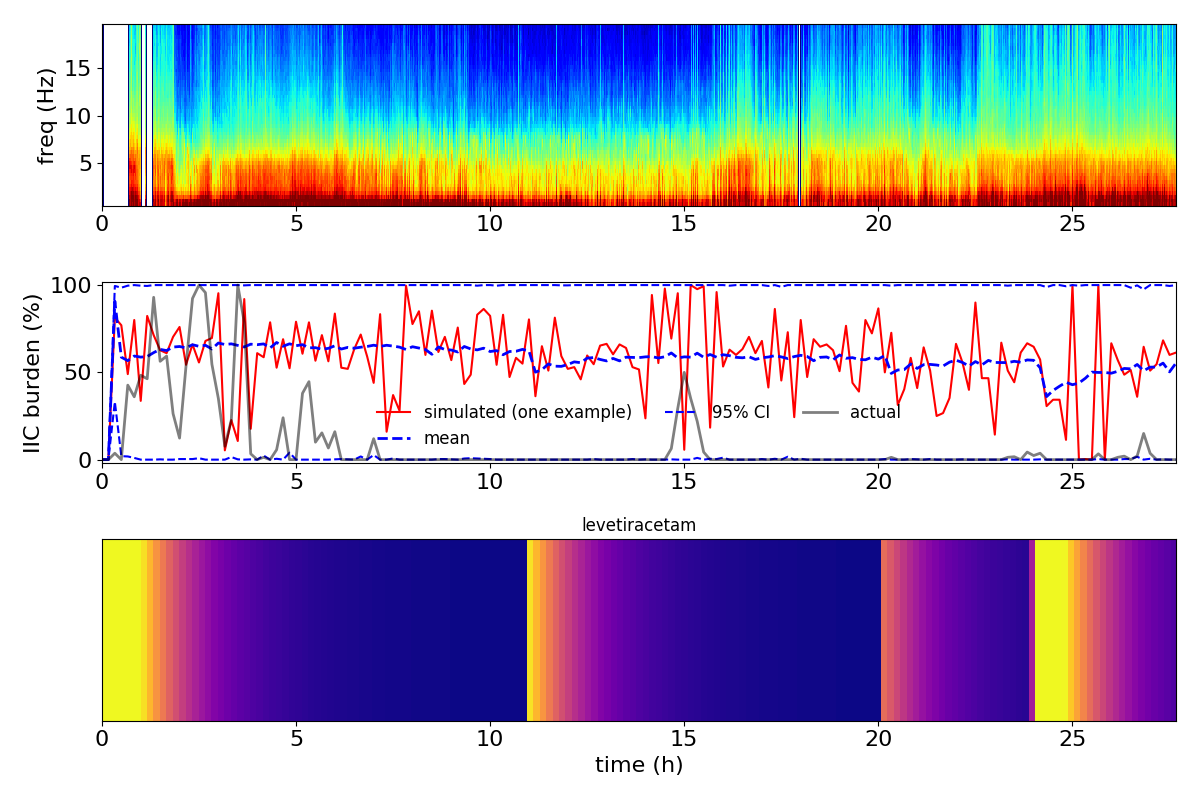 freq (Hz)
15
10
5
0 5 10 15 20 25
IIC burden (%)
100
50
0
simulated (one example) 95% CI actual
mean
0 5 10 15 20 25
levetiracetam
0 5 10 15 20 25
time (h)